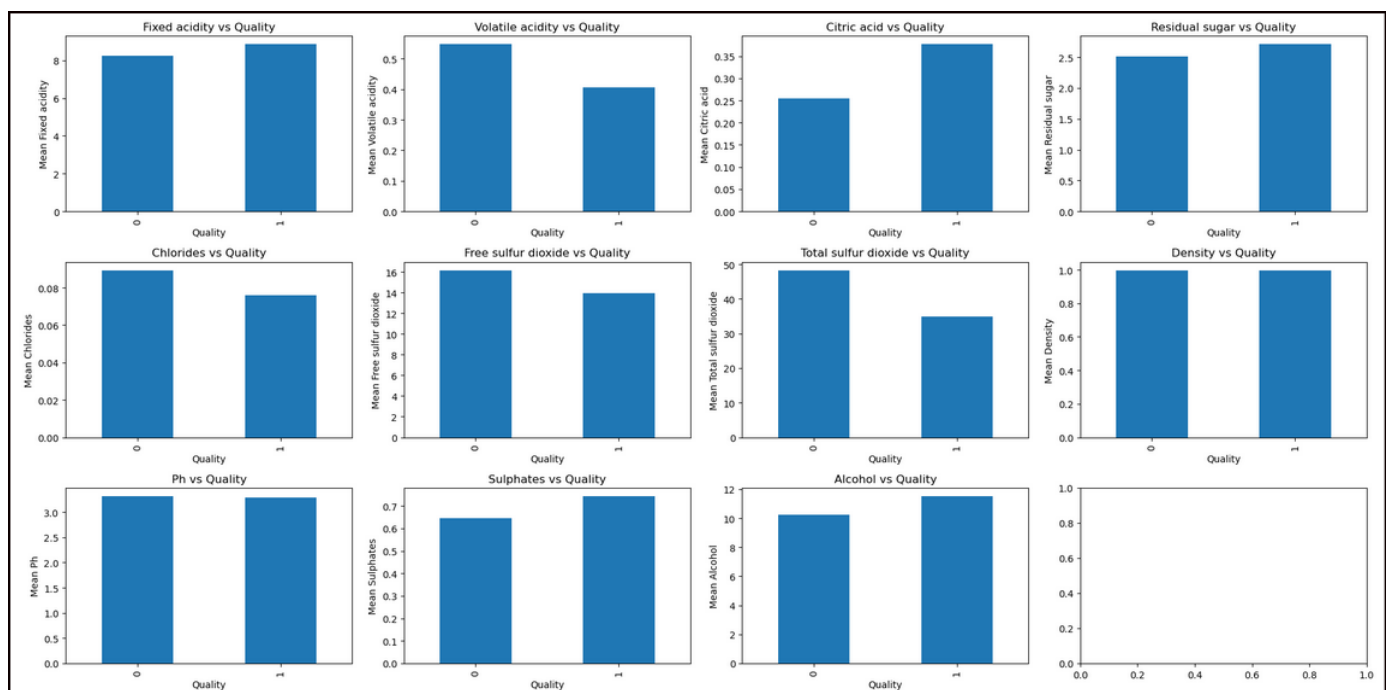 Fixed acidity vs Quality
Mean Fixed acidity
8
6
4
2
0
0
1
Quality
Volatile acidity vs Quality
Mean Volatile acidity
0.5
0.4
0.3
0.2
0.1
0.0
0
1
Quality
Citric acid vs Quality
Mean Citric acid
0.35
0.30
0.25
0.20
0.15
0.10
0.05
0.00
0
1
Quality
Residual sugar vs Quality
Mean Residual sugar
2.5
2.0
1.5
1.0
0.5
0.0
0
1
Quality
Chlorides vs Quality
Mean Chlorides
0.08
0.06
0.04
0.02
0.00
0
1
Quality
Free sulfur dioxide vs Quality
Mean Free sulfur dioxide
16
14
12
10
8
6
4
2
0
0
1
Quality
Total sulfur dioxide vs Quality
Mean Total sulfur dioxide
50
40
30
20
10
0
0
1
Quality
Density vs Quality
Mean Density
1.0
0.8
0.6
0.4
0.2
0.0
0
1
Quality
Ph vs Quality
Mean Ph
3.0
2.5
2.0
1.5
1.0
0.5
0.0
0
1
Quality
Sulphates vs Quality
Mean Sulphates
0.7
0.6
0.5
0.4
0.3
0.2
0.1
0.0
0
1
Quality
Alcohol vs Quality
Mean Alcohol
12
10
8
6
4
2
0
0
1
Quality
1.0
0.8
0.6
0.4
0.2
0.0
0.0 0.2 0.4 0.6 0.8 1.0